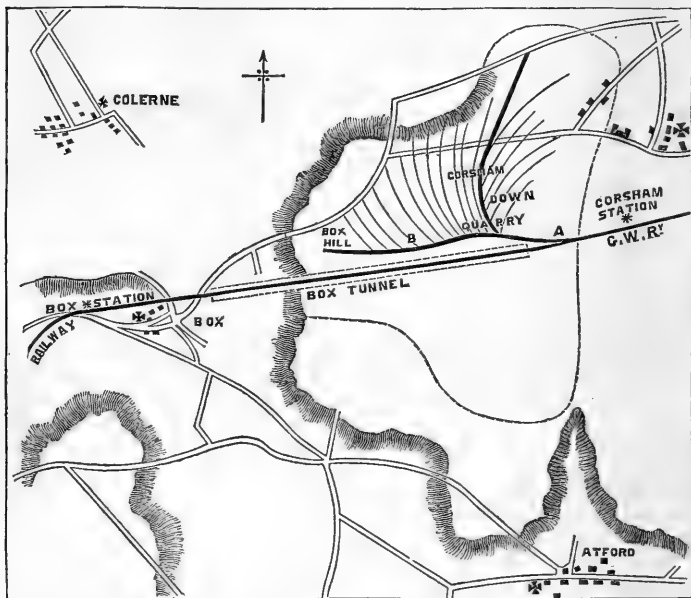 COLERNE
CORSHAM
DOWN
QUARRY
CORSHAM
STATION
G.W.RY
A
B
BOX
HILL
BOX TUNNEL
BOX STATION
BOX
RAILWAY
ATFORD